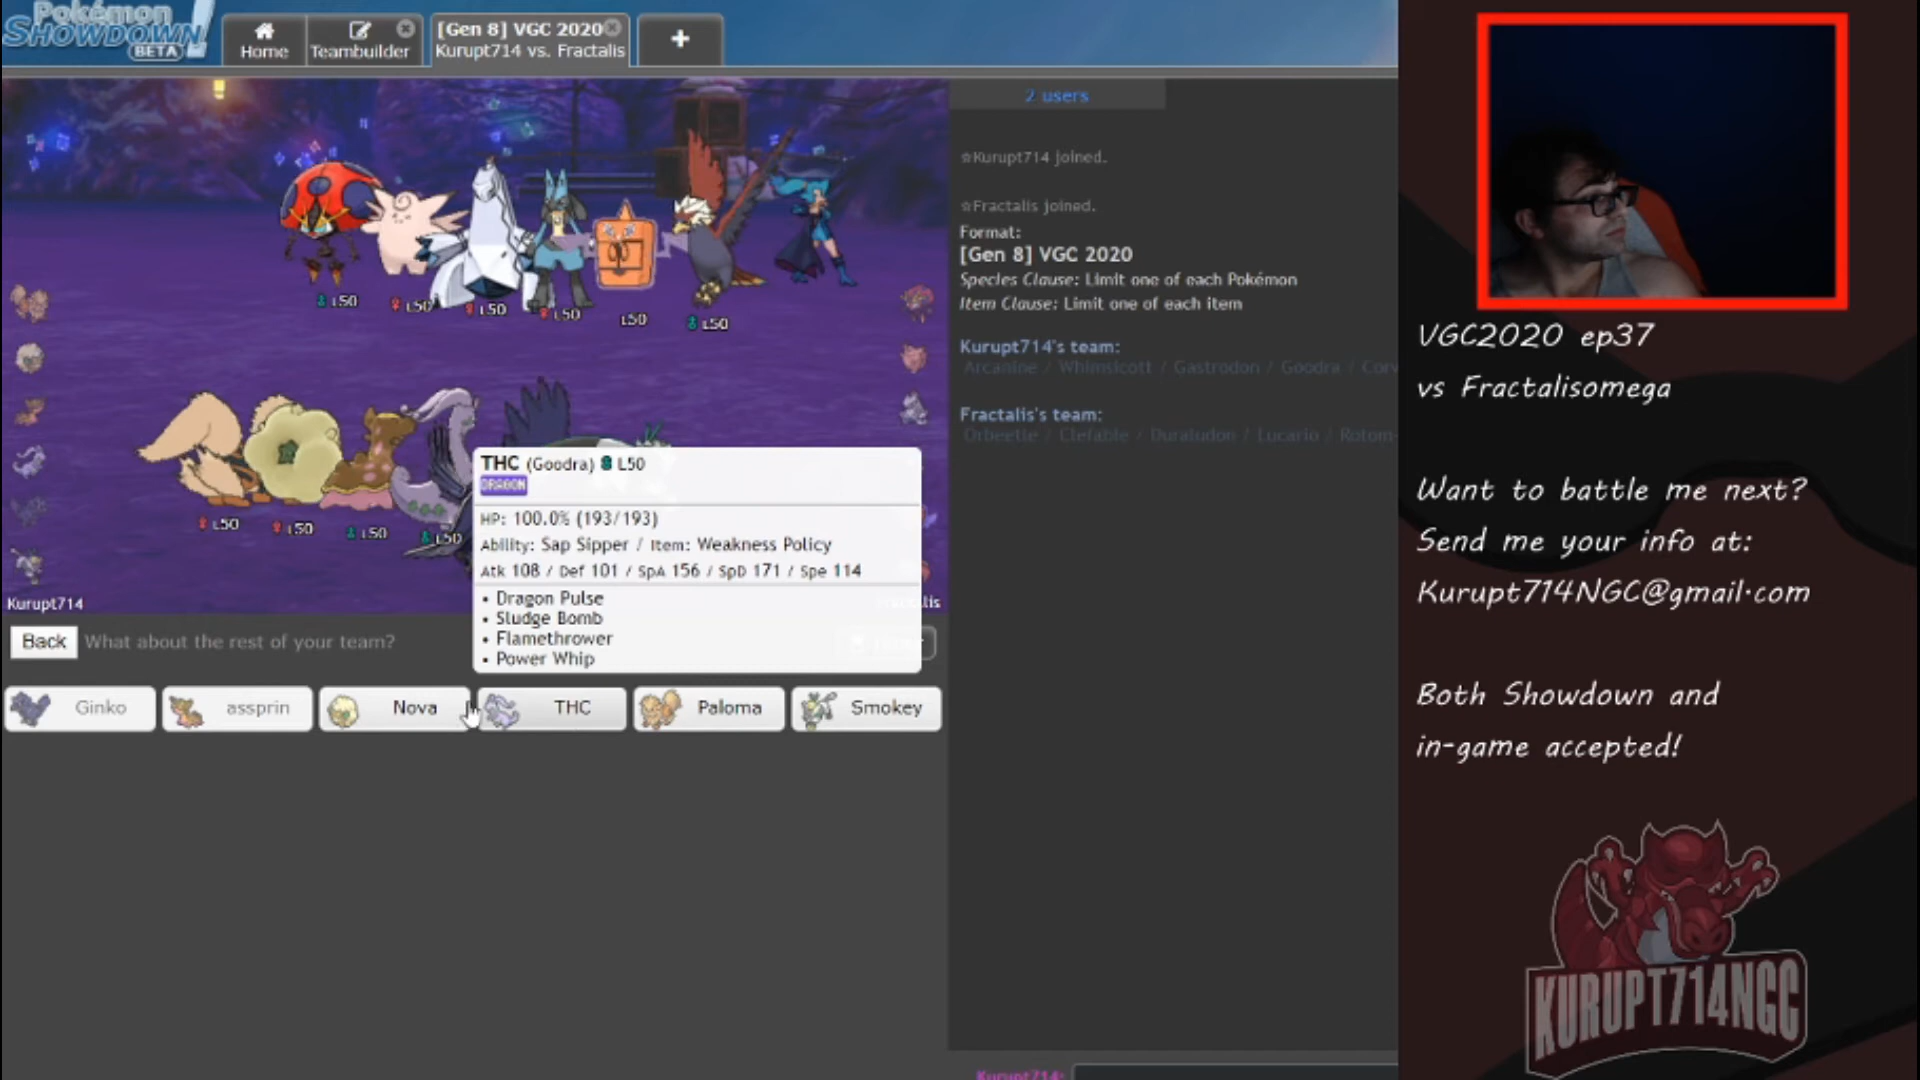 Pokémon
SHOWDOWN!
BETA
Home
Teambuilder
[Gen 8] VGC 2020
Kurupt714 vs. Fractalis
+
2 users
☆Kurupt714 joined.
☆Fractalis joined.
Format:
[Gen 8] VGC 2020
Species Clause: Limit one of each Pokémon
Item Clause: Limit one of each item
Kurupt714's team:
Arcanine / Whimsicott / Gastrodon / Goodra / Corv
Fractalis's team:
Orbeetle / Clefable / Duraludon / Lucario / Rotom-
L50
L50
L50
L50
L50
L50
L50
L50
L50
L50
THC (Goodra) L50
DRAGON
HP: 100.0% (193/193)
Ability: Sap Sipper / Item: Weakness Policy
Atk 108 / Def 101 / SpA 156 / SpD 171 / Spe 114
• Dragon Pulse
• Sludge Bomb
• Flamethrower
• Power Whip
Kurupt714
Back What about the rest of your team?
Ginko assprin Nova THC Paloma Smokey
Kurupt714:
VGC2020 ep37
vs Fractalisomega
Want to battle me next?
Send me your info at:
Kurupt714NGC@gmail.com
Both Showdown and
in-game accepted!
KURUPT714NGC